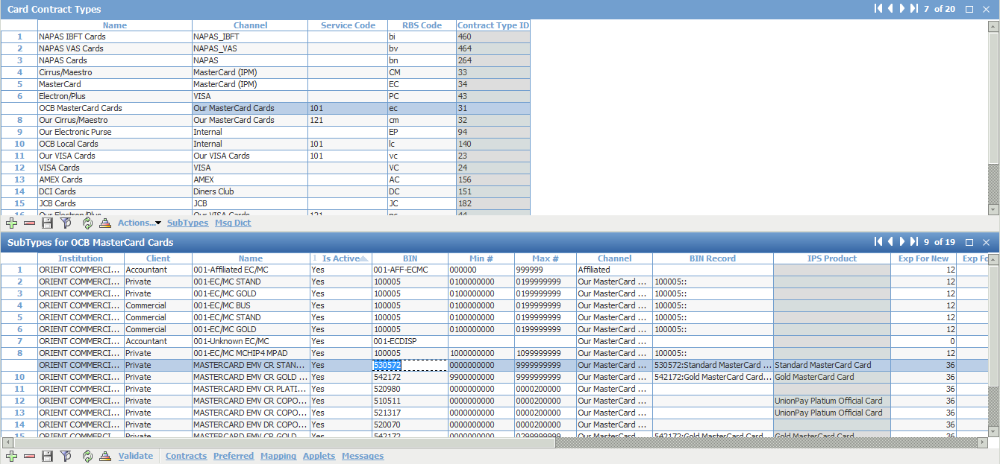 Card Contract Types 7 of 20
Name Channel Service Code RBS Code Contract Type ID
1 NAPAS IBFT Cards NAPAS_IBFT bi 460
2 NAPAS VAS Cards NAPAS_VAS bv 464
3 NAPAS Cards NAPAS bn 264
4 Cirrus/Maestro MasterCard (IPM) CM 33
5 MasterCard MasterCard (IPM) EC 34
6 Electron/Plus VISA PC 43
OCB MasterCard Cards Our MasterCard Cards 101 ec 31
8 Our Cirrus/Maestro Our MasterCard Cards 121 cm 32
9 Our Electronic Purse Internal EP 94
10 OCB Local Cards Internal 101 lc 140
11 Our VISA Cards Our VISA Cards 101 vc 23
12 VISA Cards VISA VC 24
13 AMEX Cards AMEX AC 156
14 DCI Cards Diners Club DC 151
15 JCB Cards JCB JC 182
16 Our Electron/Plus Our VISA Cards 121 pc 44
Actions... SubTypes Msg Dict
SubTypes for OCB MasterCard Cards 9 of 19
Institution Client Name 1 Is Active BIN Min # Max # Channel BIN Record IPS Product Exp For New Exp Fo
1 ORIENT COMMERCI... Accountant 001-Affiliated EC/MC Yes 001-AFF-ECMC 000000 999999 Affiliated 12
2 ORIENT COMMERCI... Private 001-EC/MC STAND Yes 100005 0100000000 0199999999 Our MasterCard ... 100005:: 12
3 ORIENT COMMERCI... Private 001-EC/MC GOLD Yes 100005 0100000000 0199999999 Our MasterCard ... 100005:: 12
4 ORIENT COMMERCI... Commercial 001-EC/MC BUS Yes 100005 0100000000 0199999999 Our MasterCard ... 100005:: 12
5 ORIENT COMMERCI... Commercial 001-EC/MC STAND Yes 100005 0100000000 0199999999 Our MasterCard ... 100005:: 12
6 ORIENT COMMERCI... Commercial 001-EC/MC GOLD Yes 100005 0100000000 0199999999 Our MasterCard ... 100005:: 12
7 ORIENT COMMERCI... Accountant 001-Unknown EC/MC Yes 001-ECDISP Our MasterCard ... 0
8 ORIENT COMMERCI... Private 001-EC/MC MCHIP4 MPAD Yes 100005 1000000000 1099999999 Our MasterCard ... 100005:: 12
ORIENT COMMERCI... Private MASTERCARD EMV CR STAN... Yes 530572 0000000000 9999999999 Our MasterCard ... 530572:Standard MasterCard ... Standard MasterCard Card 36
10 ORIENT COMMERCI... Private MASTERCARD EMV CR GOLD ... Yes 542172 9900000000 9999999999 Our MasterCard ... 542172:Gold MasterCard Card... Gold MasterCard Card 36
11 ORIENT COMMERCI... Private MASTERCARD EMV CR PLATI... Yes 520980 0000000000 0000200000 Our MasterCard ... 36
12 ORIENT COMMERCI... Private MASTERCARD EMV CR COPO... Yes 510511 0000000000 0000200000 Our MasterCard ... UnionPay Platium Official Card 36
13 ORIENT COMMERCI... Private MASTERCARD EMV CR COPO... Yes 521317 0000000000 0000200000 Our MasterCard ... UnionPay Platium Official Card 36
14 ORIENT COMMERCI... Private MASTERCARD EMV DR COPO... Yes 520070 0000000000 0000200000 Our MasterCard ... 36
15 ORIENT COMMERCI... Private MASTERCARD EMV CR GOLD Yes 542172 0000000000 0299999999 Our MasterCard 542172:Gold MasterCard Card Gold MasterCard Card 36
Validate Contracts Preferred Mapping Applets Messages